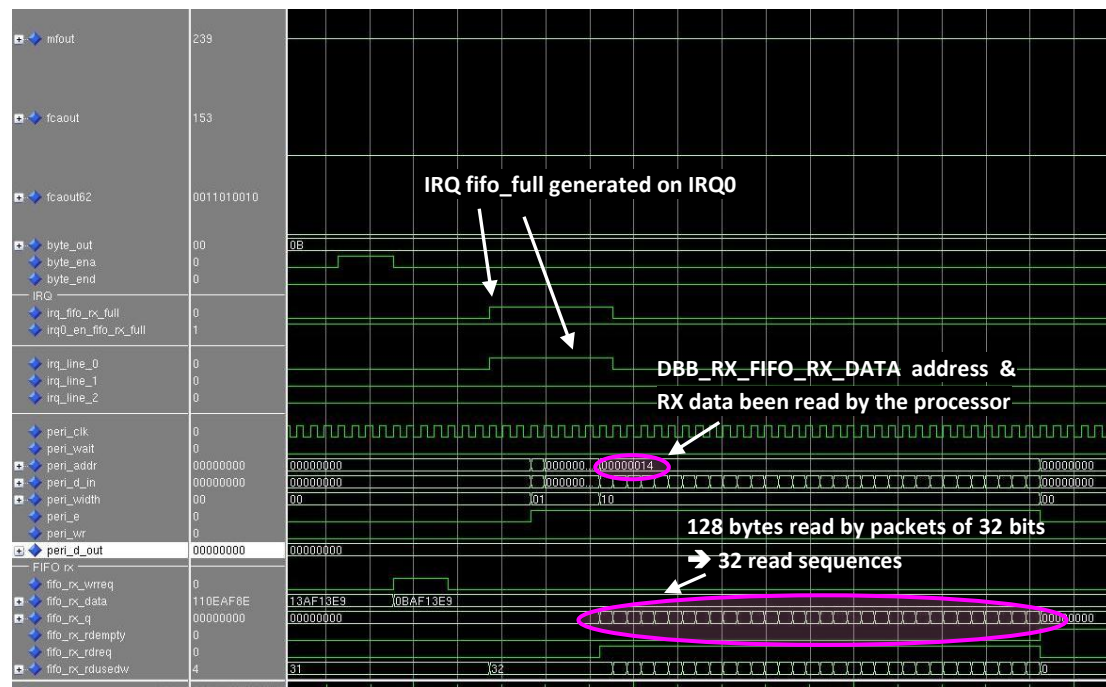 mfout 239
fcaout 153
IRQ fifo_full generated on IRQ0
fcaout62 0011010010
byte_out 00 0B
byte_ena 0
byte_end 0
IRQ
irq_fifo_rx_full 0
irq0_en_fifo_rx_full 1
irq_line_0 0
irq_line_1 0
irq_line_2 0
DBB_RX_FIFO_RX_DATA address &
RX data been read by the processor
peri_clk 0
peri_wait 0
peri_addr 00000000 00000000 000000... 00000014 00000000
peri_d_in 00000000 00000000 000000... 00000000
peri_width 00 00 01 10 00
peri_e 0
peri_wr 0
128 bytes read by packets of 32 bits
➔ 32 read sequences
peri_d_out 00000000 00000000
FIFO rx
fifo_rx_wrreq 0
fifo_rx_data 110EAF8E 13AF13E9 0BAF13E9
fifo_rx_q 00000000 00000000 00000000
fifo_rx_rdempty 0
fifo_rx_rdreq 0
fifo_rx_rdusedw 4 31 32 0